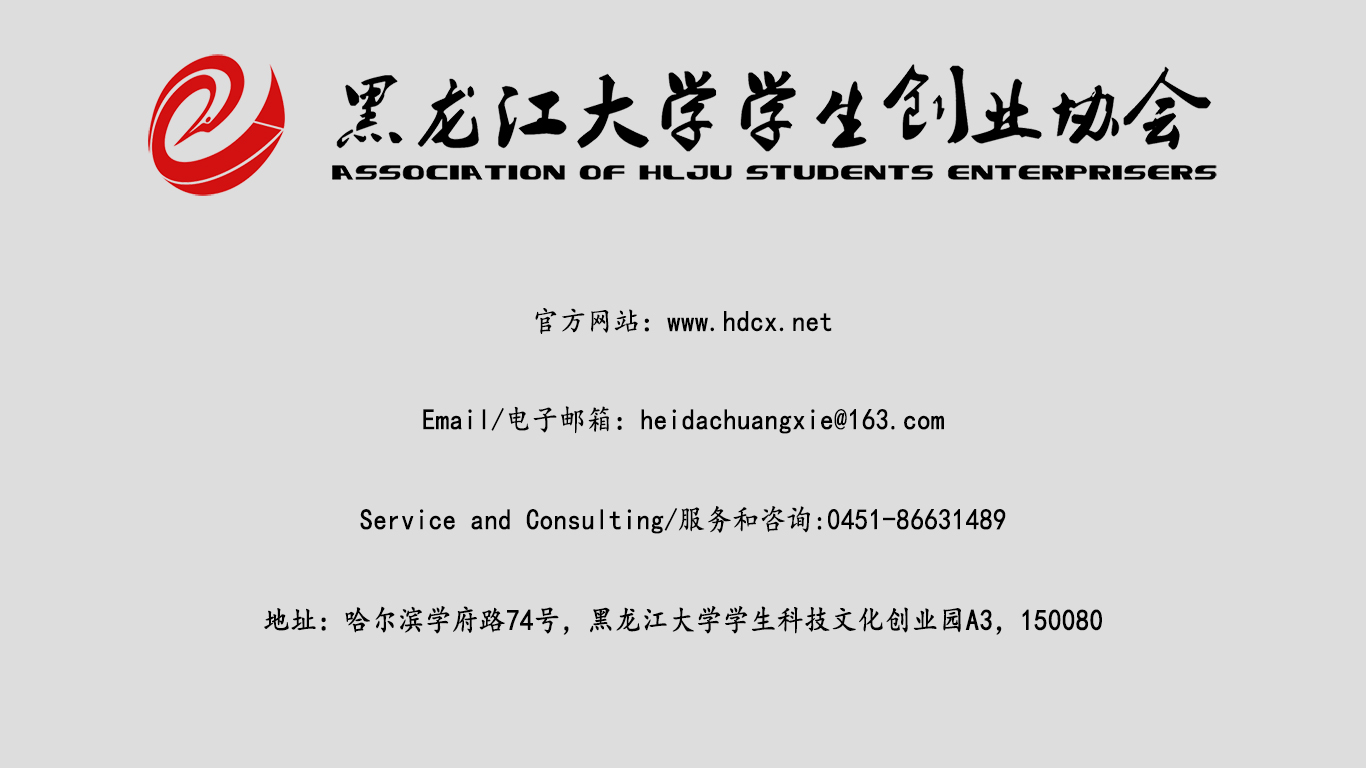 黑龙江大学学生创业协会
ASSOCIATION OF HLJU STUDENTS ENTERPRISERS
官方网站：www.hdcx.net
Email/电子邮箱：heidachuangxie@163.com
Service and Consulting/服务和咨询:0451-86631489
地址：哈尔滨学府路74号，黑龙江大学学生科技文化创业园A3，150080